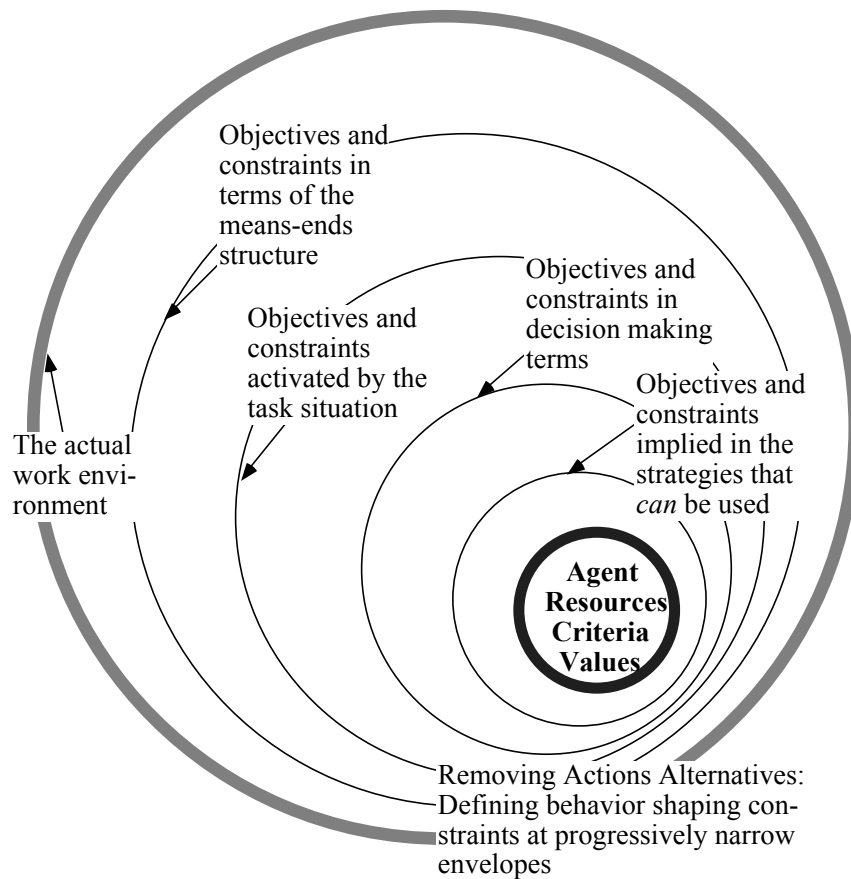 Objectives and
constraints in
terms of the
means-ends
structure
Objectives and
constraints in
decision making
terms
Objectives and
constraints
activated by the
task situation
Objectives and
constraints
implied in the
strategies that
can be used
The actual
work envi-
ronment
Agent
Resources
Criteria
Values
Removing Actions Alternatives:
Defining behavior shaping con-
straints at progressively narrow
envelopes